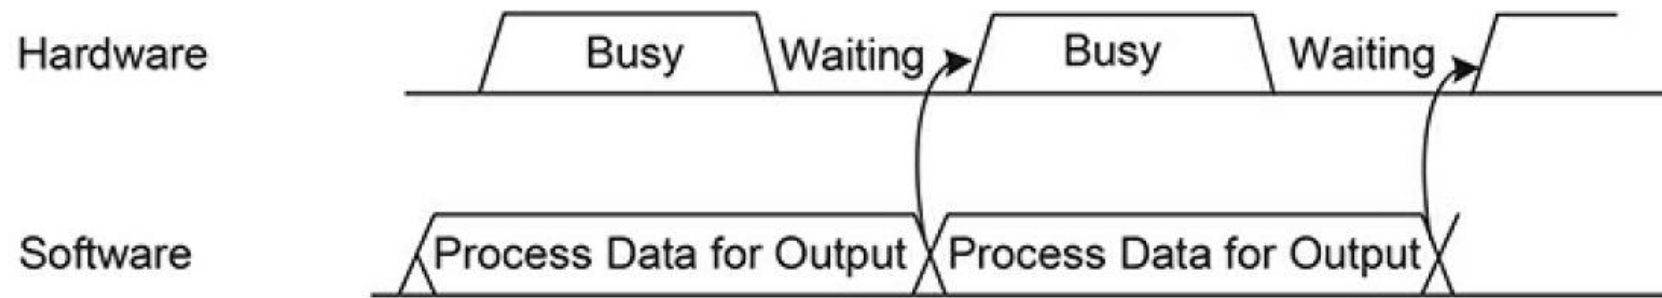 Hardware Busy Waiting Busy Waiting
Software Process Data for Output Process Data for Output